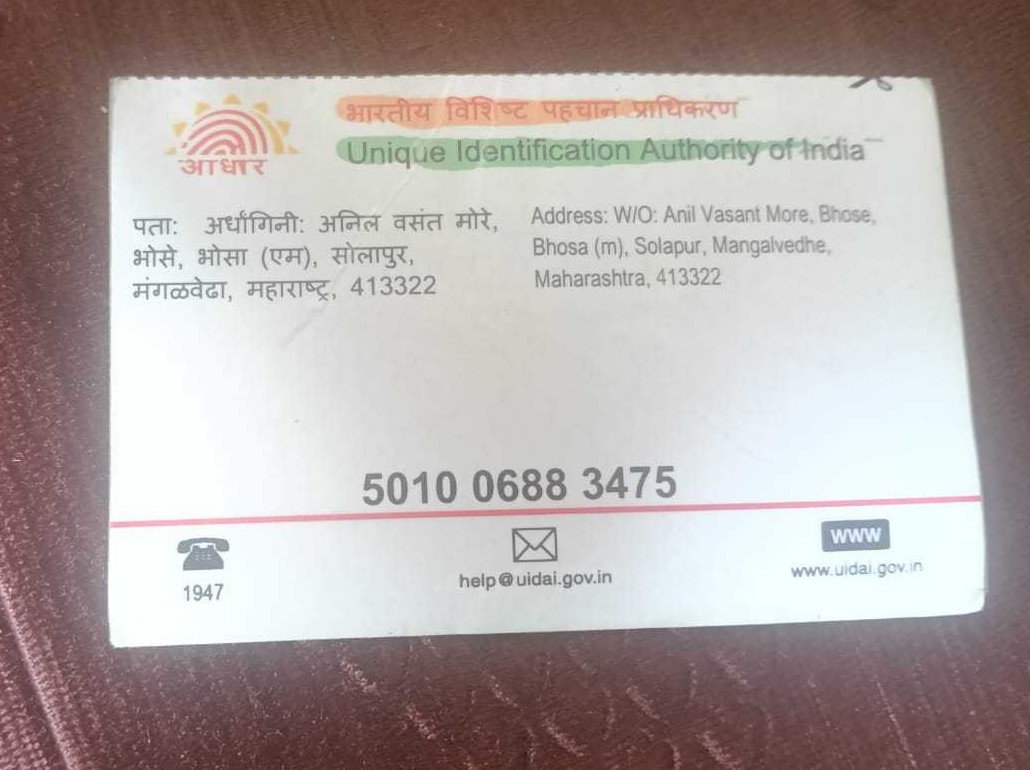 भारतीय विशिष्ट पहचान प्राधिकरण
Unique Identification Authority of India
आधार
पता: अर्धांगिनी: अनिल वसंत मोरे,
भोसे, भोसा (एम), सोलापुर,
मंगळवेढा, महाराष्ट्र, 413322
Address: W/O: Anil Vasant More, Bhose,
Bhosa (m), Solapur, Mangalvedhe,
Maharashtra, 413322
5010 0688 3475
1947
help@uidai.gov.in
www
www.uidai.gov.in